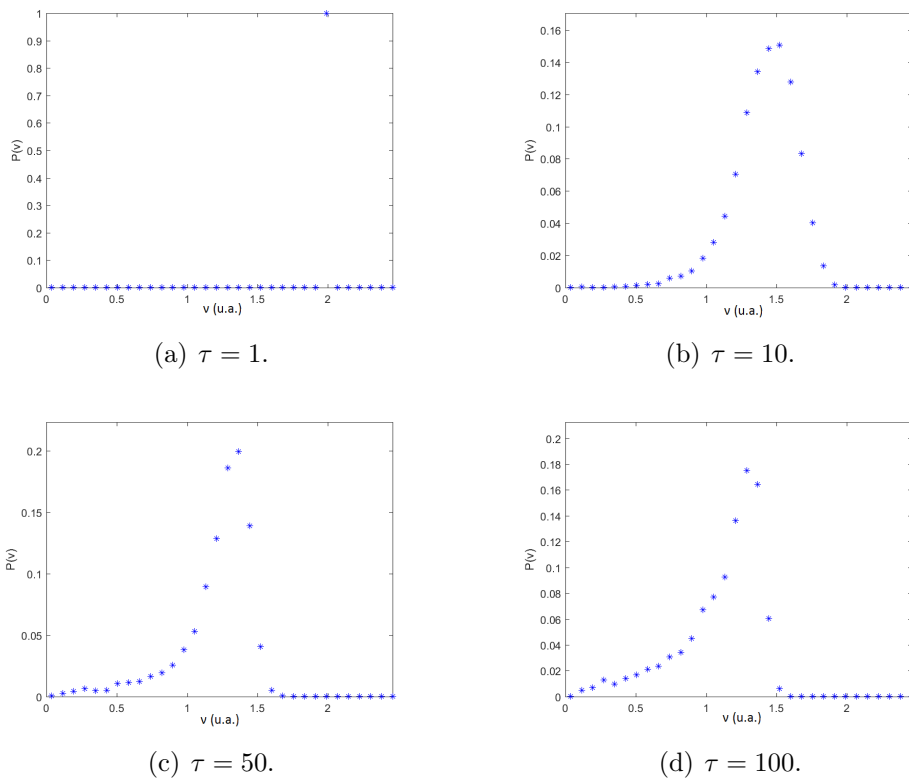 1
0.9
0.8
0.7
0.6
0.5
0.4
0.3
0.2
0.1
0
P(v)
0 0.5 1 1.5 2
v (u.a.)
(a) τ = 1.
0.16
0.14
0.12
0.1
0.08
0.06
0.04
0.02
0
P(v)
0 0.5 1 1.5 2
v (u.a.)
(b) τ = 10.
0.2
0.15
0.1
0.05
0
P(v)
0 0.5 1 1.5 2
v (u.a.)
(c) τ = 50.
0.2
0.18
0.16
0.14
0.12
0.1
0.08
0.06
0.04
0.02
0
P(v)
0 0.5 1 1.5 2
v (u.a.)
(d) τ = 100.